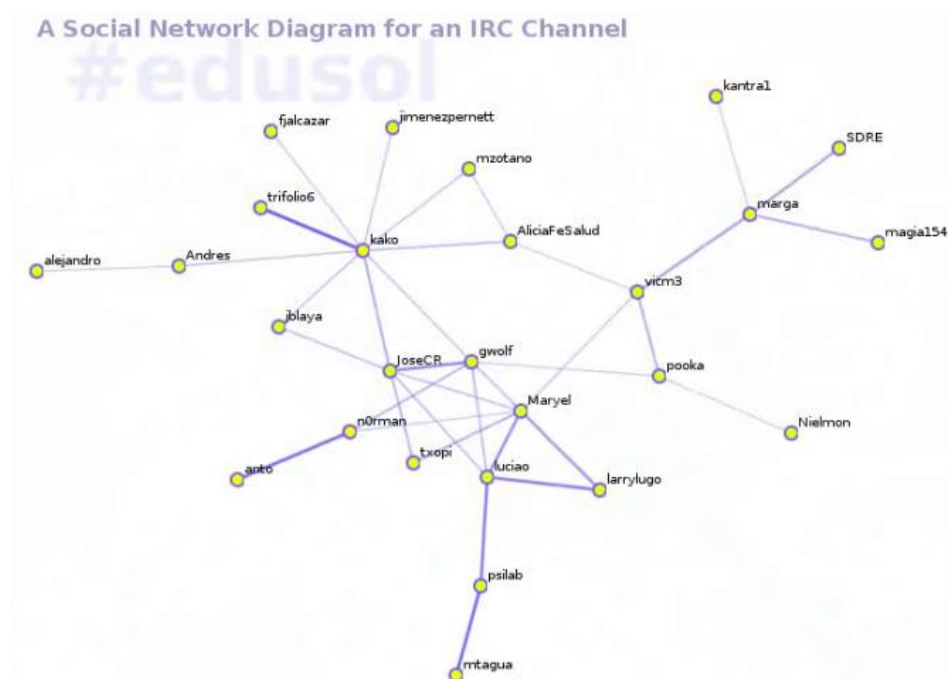 A Social Network Diagram for an IRC Channel
#edusol
kantra1
fjalcazar
jimenezpernett
SDRE
mzotano
trifolio6
marga
AliciaFeSalud
magia154
kako
Andres
alejandro
vicm3
jblaya
gwolf
JoseCR
pooka
Maryel
n0rman
Nielmon
txopi
luciao
anto
larrylugo
psilab
mtagua